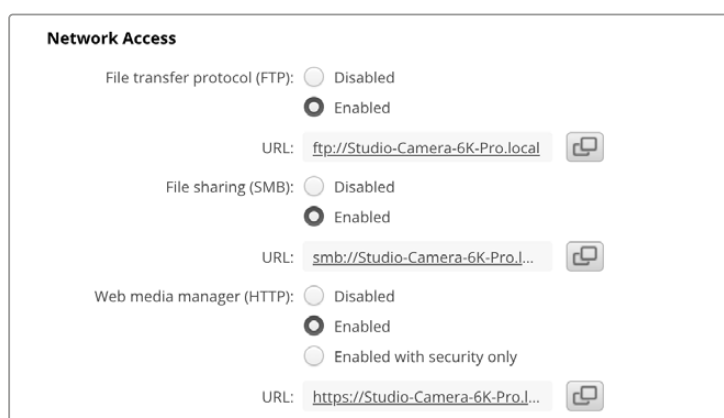 Network Access
File transfer protocol (FTP): Disabled
Enabled
URL: ftp://Studio-Camera-6K-Pro.local
File sharing (SMB): Disabled
Enabled
URL: smb://Studio-Camera-6K-Pro.l...
Web media manager (HTTP): Disabled
Enabled
Enabled with security only
URL: https://Studio-Camera-6K-Pro.l...